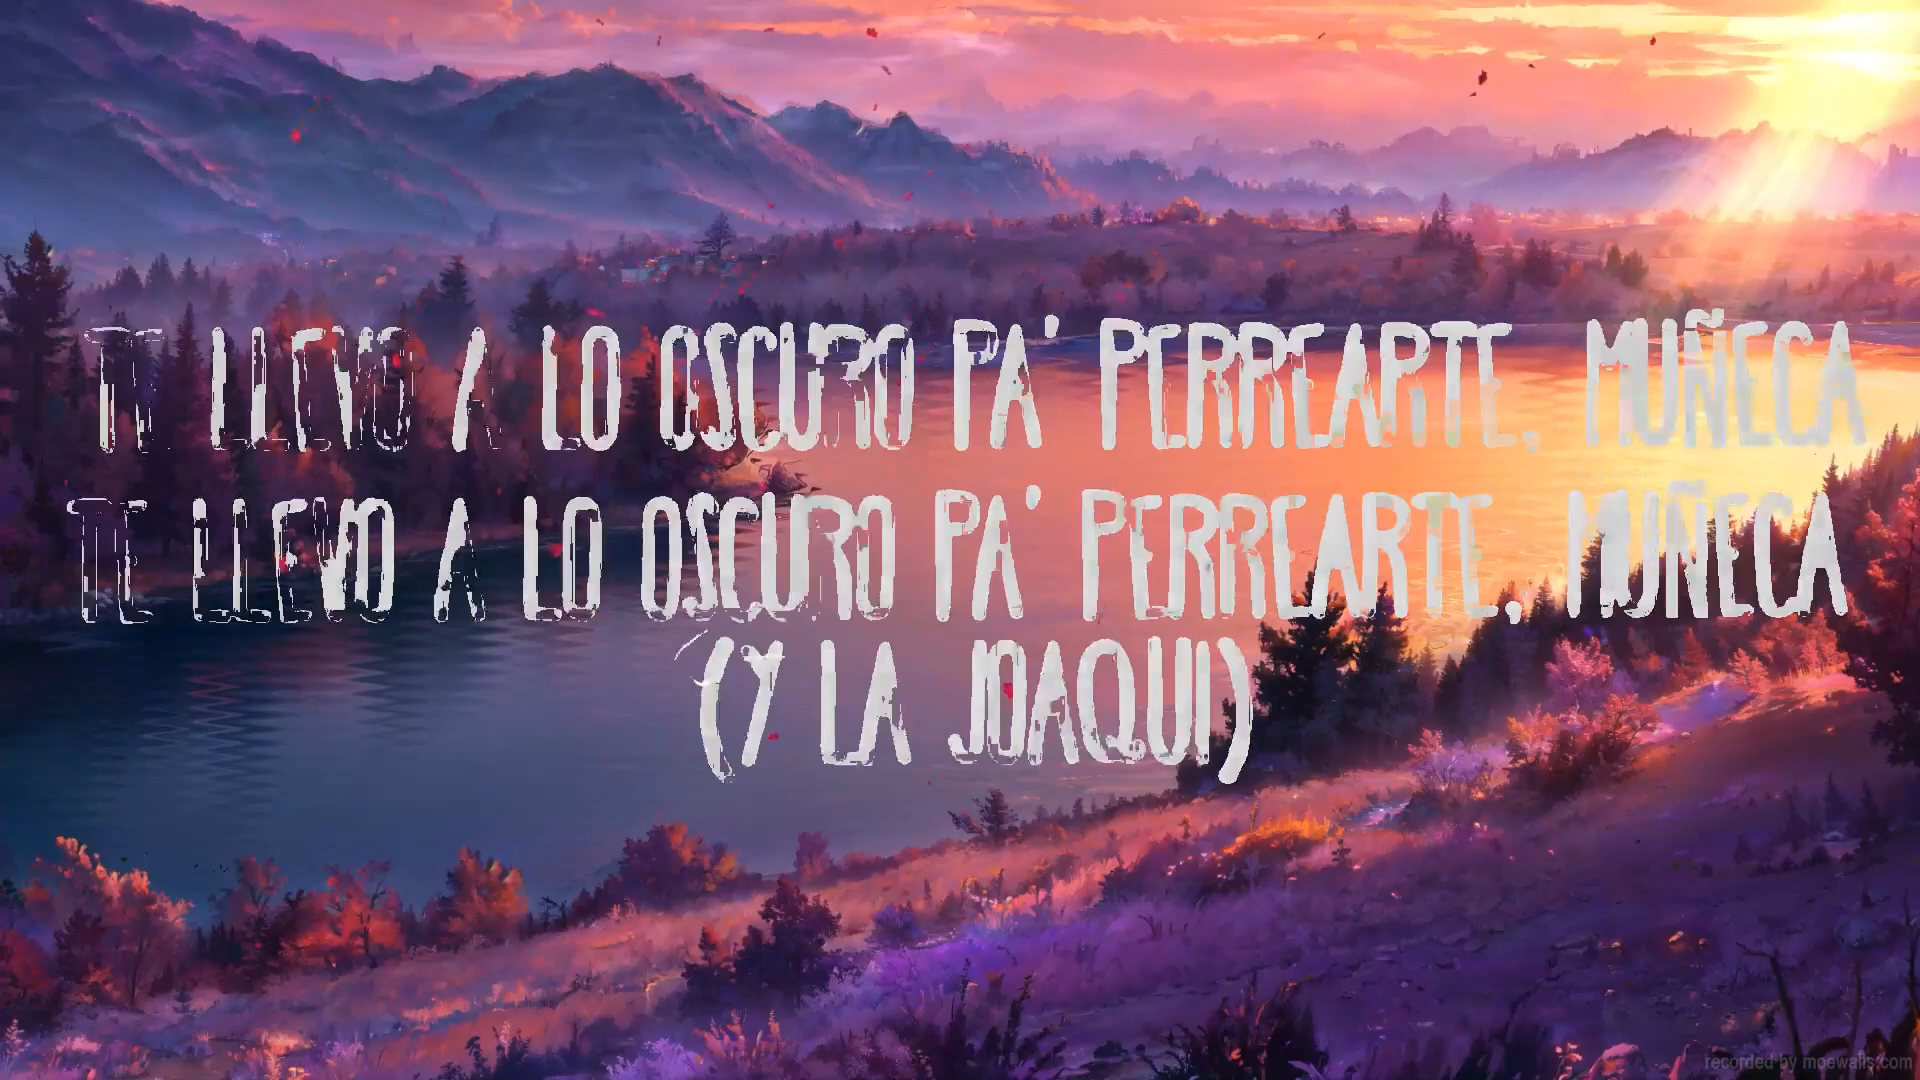 TE LLEVO A LO OSCURO PA' PERREARTE, MUÑECA
TE LLEVO A LO OSCURO PA' PERREARTE, MUÑECA
(Y LA JOAQUI)
recorded by moewalls.com